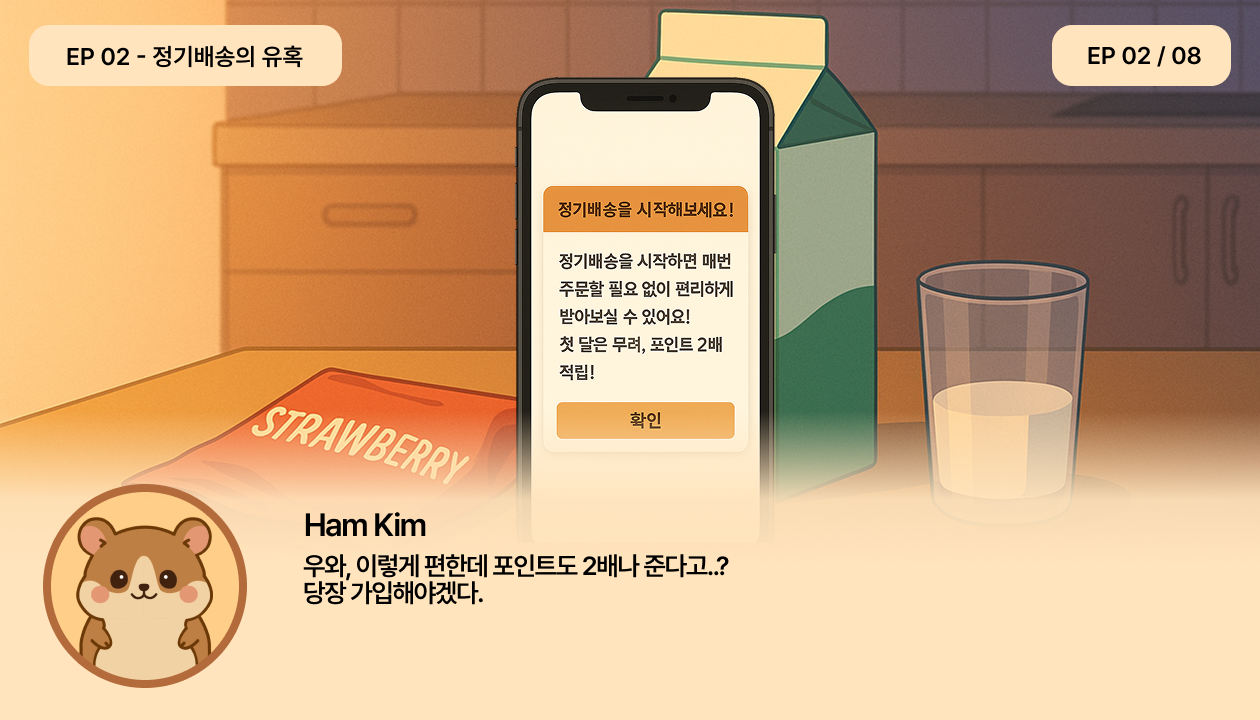 EP 02 - 정기배송의 유혹
EP 02 / 08
정기배송을 시작해보세요!
정기배송을 시작하면 매번
주문할 필요 없이 편리하게
받아보실 수 있어요!
첫 달은 무려, 포인트 2배
적립!
확인
STRAWBERRY
Ham Kim
우와, 이렇게 편한데 포인트도 2배나 준다고..?
당장 가입해야겠다.